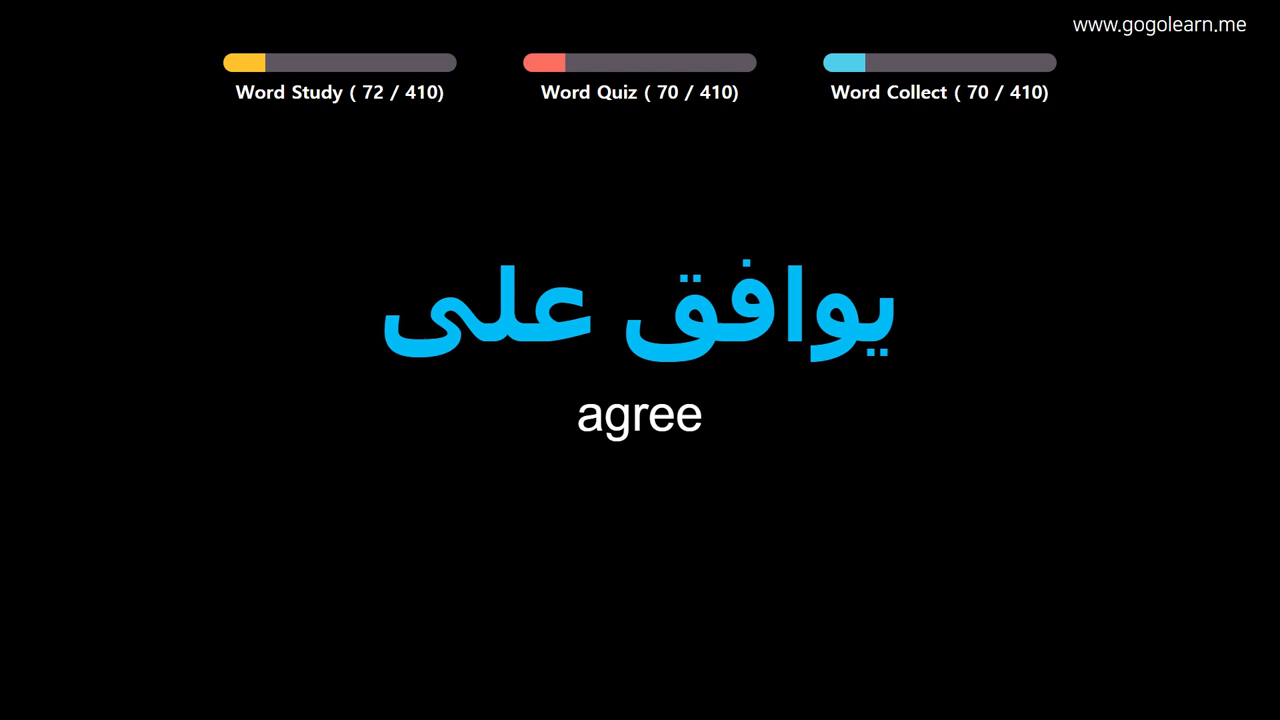 www.gogolearn.me
Word Study ( 72 / 410)
Word Quiz ( 70 / 410)
Word Collect ( 70 / 410)
يوافق على
agree